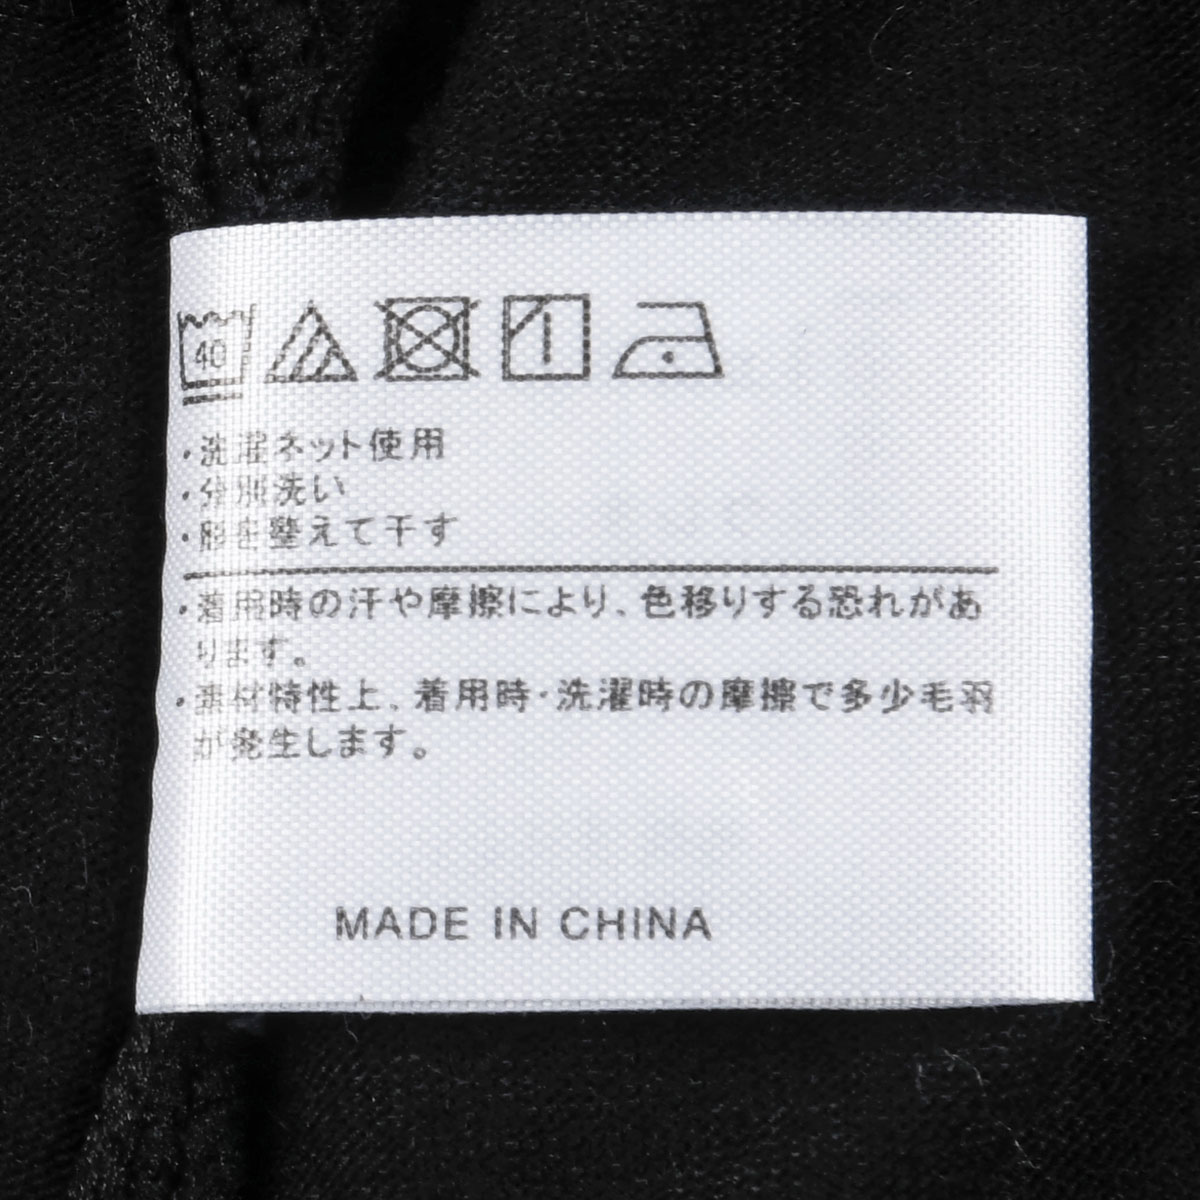 40
・洗濯ネット使用
・分別洗い
・形を整えて干す
・着用時の汗や摩擦により、色移りする恐れがあ
ります。
・素材特性上、着用時・洗濯時の摩擦で多少毛羽
が発生します。
MADE IN CHINA